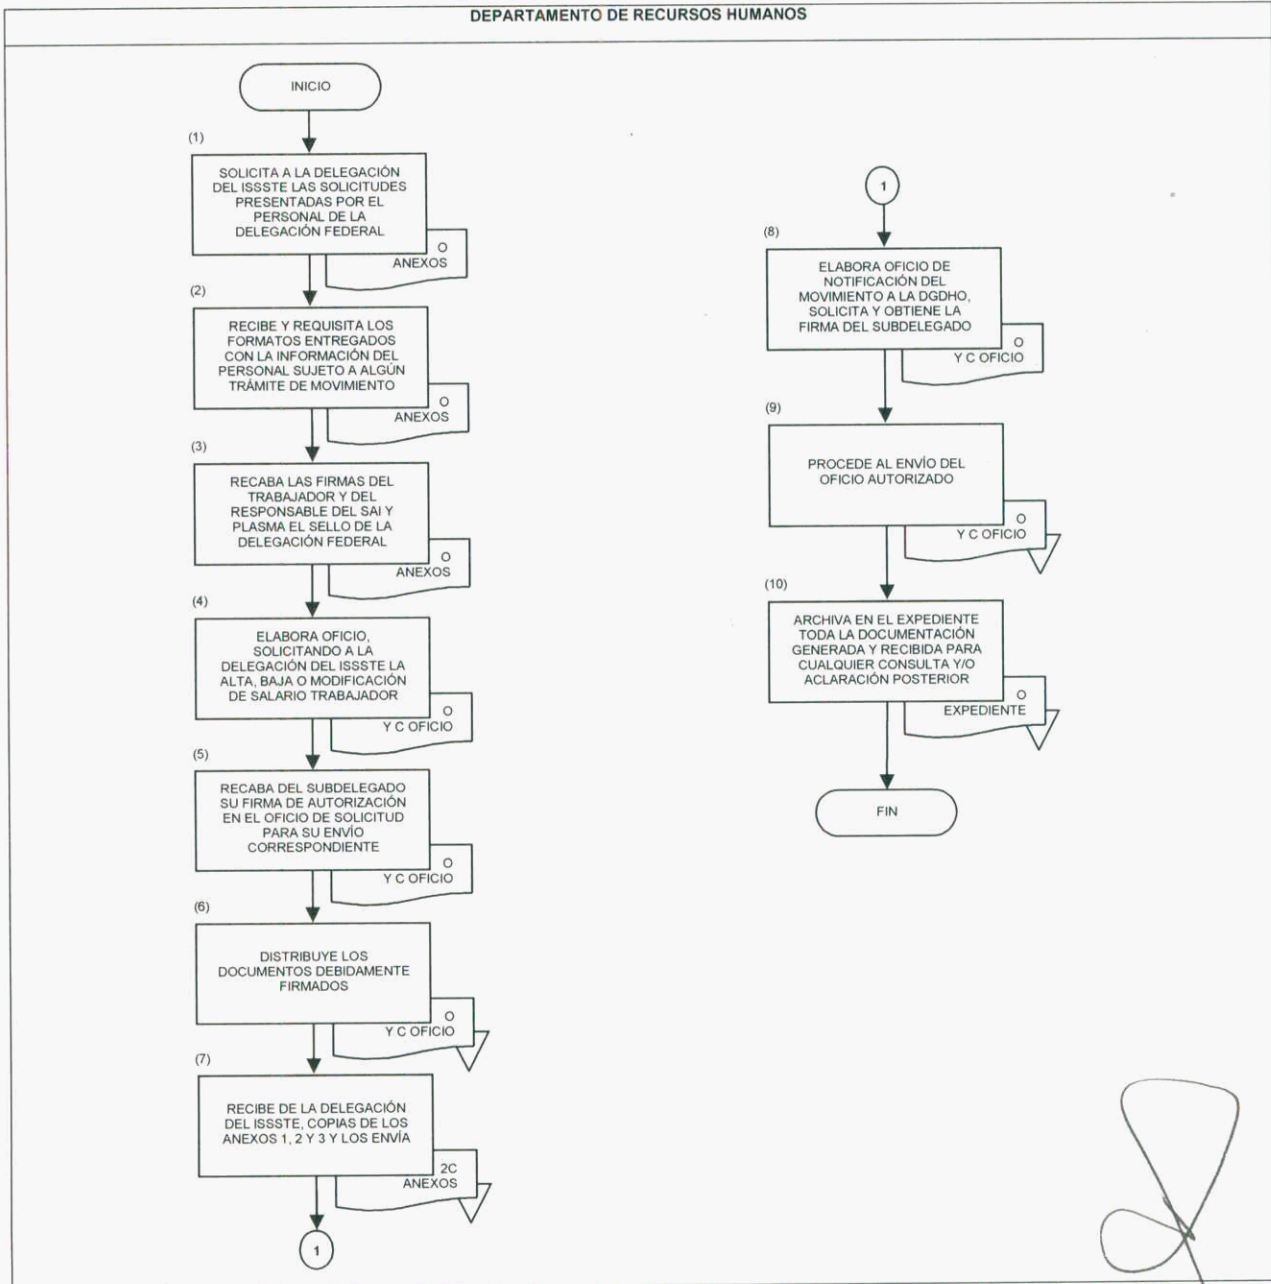 DEPARTAMENTO DE RECURSOS HUMANOS
INICIO
(1)
SOLICITA A LA DELEGACIÓN
DEL ISSSTE LAS SOLICITUDES
PRESENTADAS POR EL
PERSONAL DE LA
DELEGACIÓN FEDERAL
O
ANEXOS
(2)
RECIBE Y REQUISITA LOS
FORMATOS ENTREGADOS
CON LA INFORMACIÓN DEL
PERSONAL SUJETO A ALGÚN
TRÁMITE DE MOVIMIENTO
O
ANEXOS
(3)
RECABA LAS FIRMAS DEL
TRABAJADOR Y DEL
RESPONSABLE DEL SAI Y
PLASMA EL SELLO DE LA
DELEGACIÓN FEDERAL
O
ANEXOS
(4)
ELABORA OFICIO,
SOLICITANDO A LA
DELEGACIÓN DEL ISSSTE LA
ALTA, BAJA O MODIFICACIÓN
DE SALARIO TRABAJADOR
O
Y C OFICIO
(5)
RECABA DEL SUBDELEGADO
SU FIRMA DE AUTORIZACIÓN
EN EL OFICIO DE SOLICITUD
PARA SU ENVÍO
CORRESPONDIENTE
O
Y C OFICIO
(6)
DISTRIBUYE LOS
DOCUMENTOS DEBIDAMENTE
FIRMADOS
O
Y C OFICIO
(7)
RECIBE DE LA DELEGACIÓN
DEL ISSSTE, COPIAS DE LOS
ANEXOS 1, 2 Y 3 Y LOS ENVÍA
2C
ANEXOS
1
1
(8)
ELABORA OFICIO DE
NOTIFICACIÓN DEL
MOVIMIENTO A LA DGDHO,
SOLICITA Y OBTIENE LA
FIRMA DEL SUBDELEGADO
O
Y C OFICIO
(9)
PROCEDE AL ENVÍO DEL
OFICIO AUTORIZADO
O
Y C OFICIO
(10)
ARCHIVA EN EL EXPEDIENTE
TODA LA DOCUMENTACIÓN
GENERADA Y RECIBIDA PARA
CUALQUIER CONSULTA Y/O
ACLARACIÓN POSTERIOR
O
EXPEDIENTE
FIN